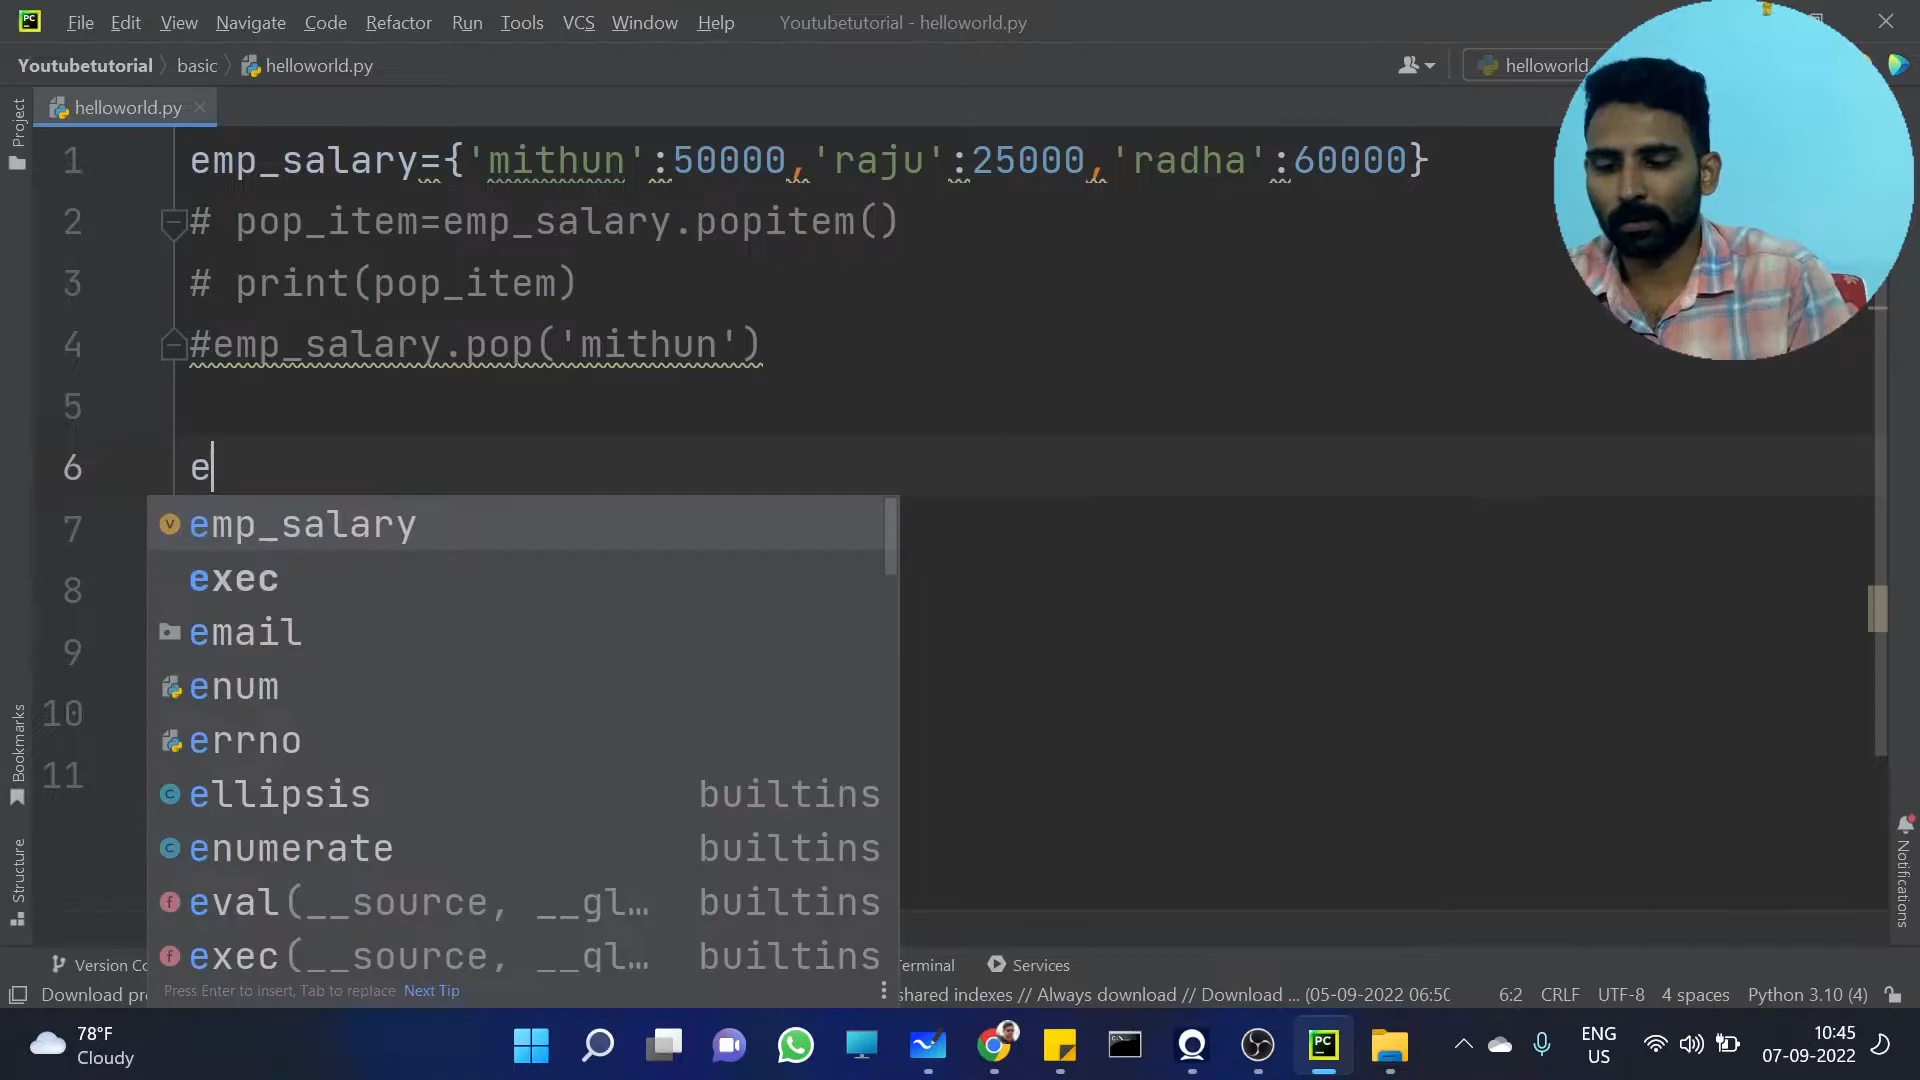 PC File Edit View Navigate Code Refactor Run Tools VCS Window Help Youtubetutorial - helloworld.py
Youtubetutorial basic helloworld.py helloworld
helloworld.py
Project
1 emp_salary={'mithun':50000,'raju':25000,'radha':60000}
2 # pop_item=emp_salary.popitem()
3 # print(pop_item)
4 #emp_salary.pop('mithun')
5
6 e
7 emp_salary
8 exec
9 email
10 enum
11 errno
ellipsis builtins
enumerate builtins
eval(__source, __gl… builtins
exec(__source, __gl… builtins
Press Enter to insert, Tab to replace Next Tip
Bookmarks
Structure
Notifications
Version Services
Download shared indexes // Always download // Download ... (05-09-2022 06:50 6:2 CRLF UTF-8 4 spaces Python 3.10 (4)
78°F
Cloudy
PC
ENG
US
10:45
07-09-2022